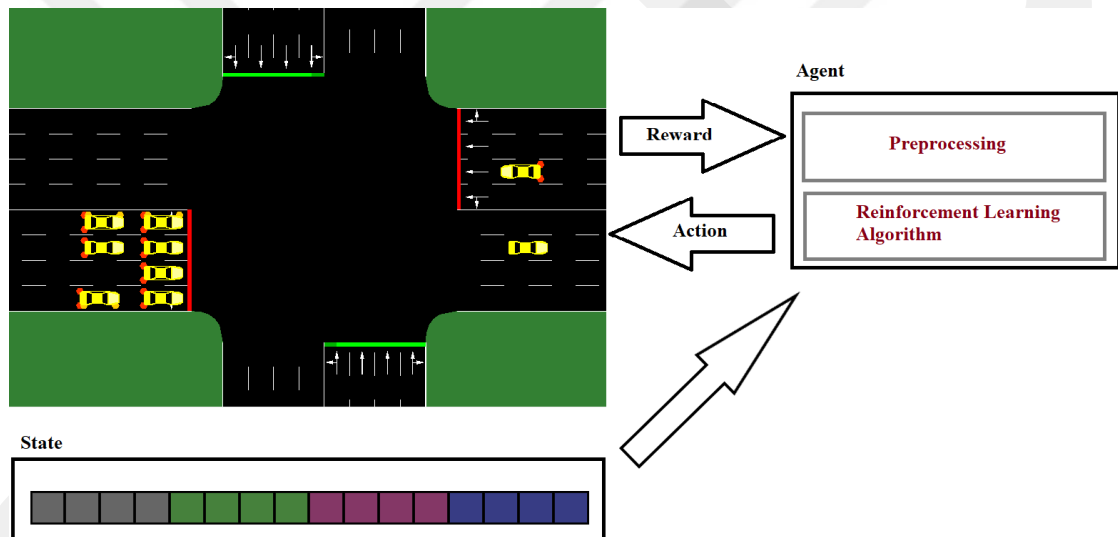 Agent
Reward
Preprocessing
Action
Reinforcement Learning
Algorithm
State